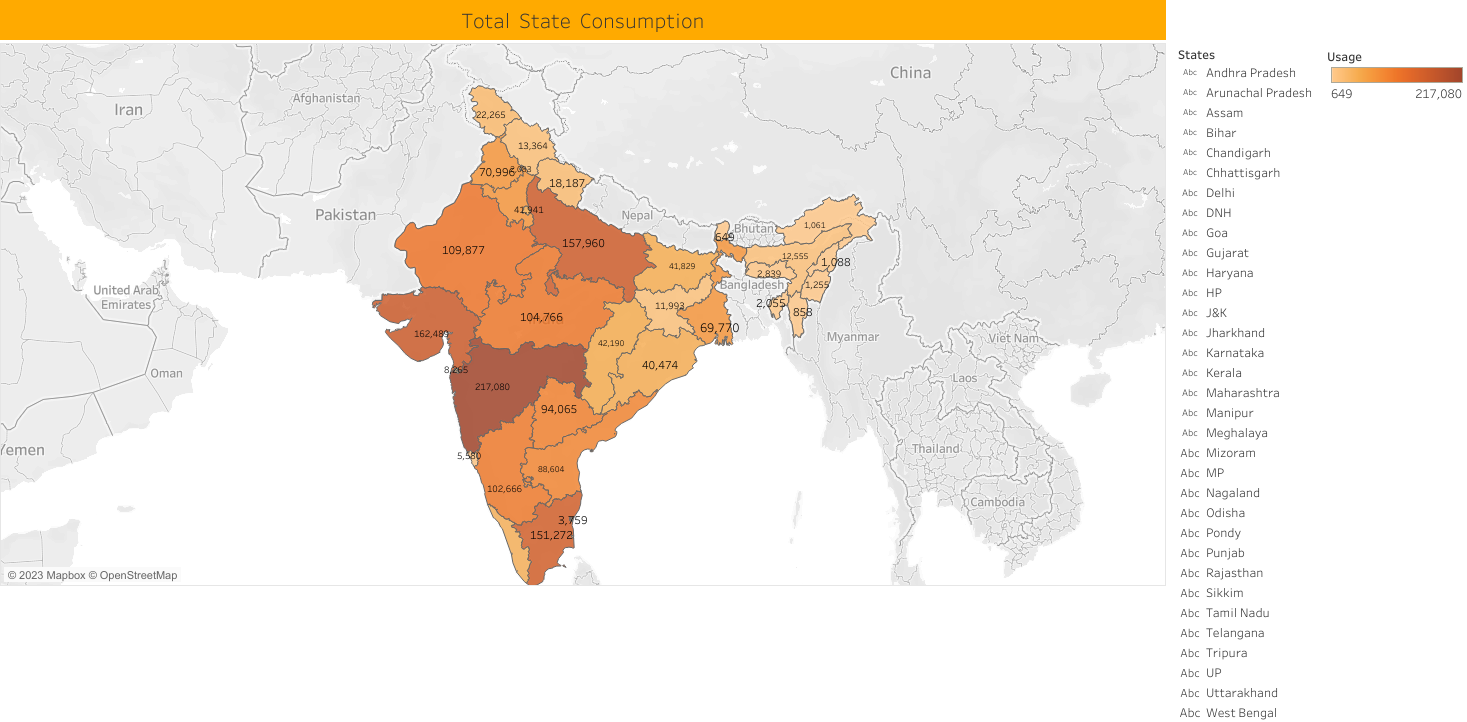 Total State Consumption
States
Abc Andhra Pradesh
Abc Arunachal Pradesh
Abc Assam
Abc Bihar
Abc Chandigarh
Abc Chhattisgarh
Abc Delhi
Abc DNH
Abc Goa
Abc Gujarat
Abc Haryana
Abc HP
Abc J&K
Abc Jharkhand
Abc Karnataka
Abc Kerala
Abc Maharashtra
Abc Manipur
Abc Meghalaya
Abc Mizoram
Abc MP
Abc Nagaland
Abc Odisha
Abc Pondy
Abc Punjab
Abc Rajasthan
Abc Sikkim
Abc Tamil Nadu
Abc Telangana
Abc Tripura
Abc UP
Abc Uttarakhand
Abc West Bengal
Usage
649 217,080
China
Afghanistan
Iran
22,265
13,364
70,996
18,187
41,941
Pakistan
Nepal
1,061
Bhutan
649
157,960
109,877
12,555
1,088
41,829
2,839
Bangladesh
1,255
United Arab
Emirates
2,055
11,993
858
104,766
69,770
162,489
Myanmar
Viet Nam
42,190
40,474
8,265
Oman
217,080
Laos
94,065
Yemen
5,580
Thailand
88,604
102,666
Cambodia
3,759
151,272
© 2023 Mapbox © OpenStreetMap